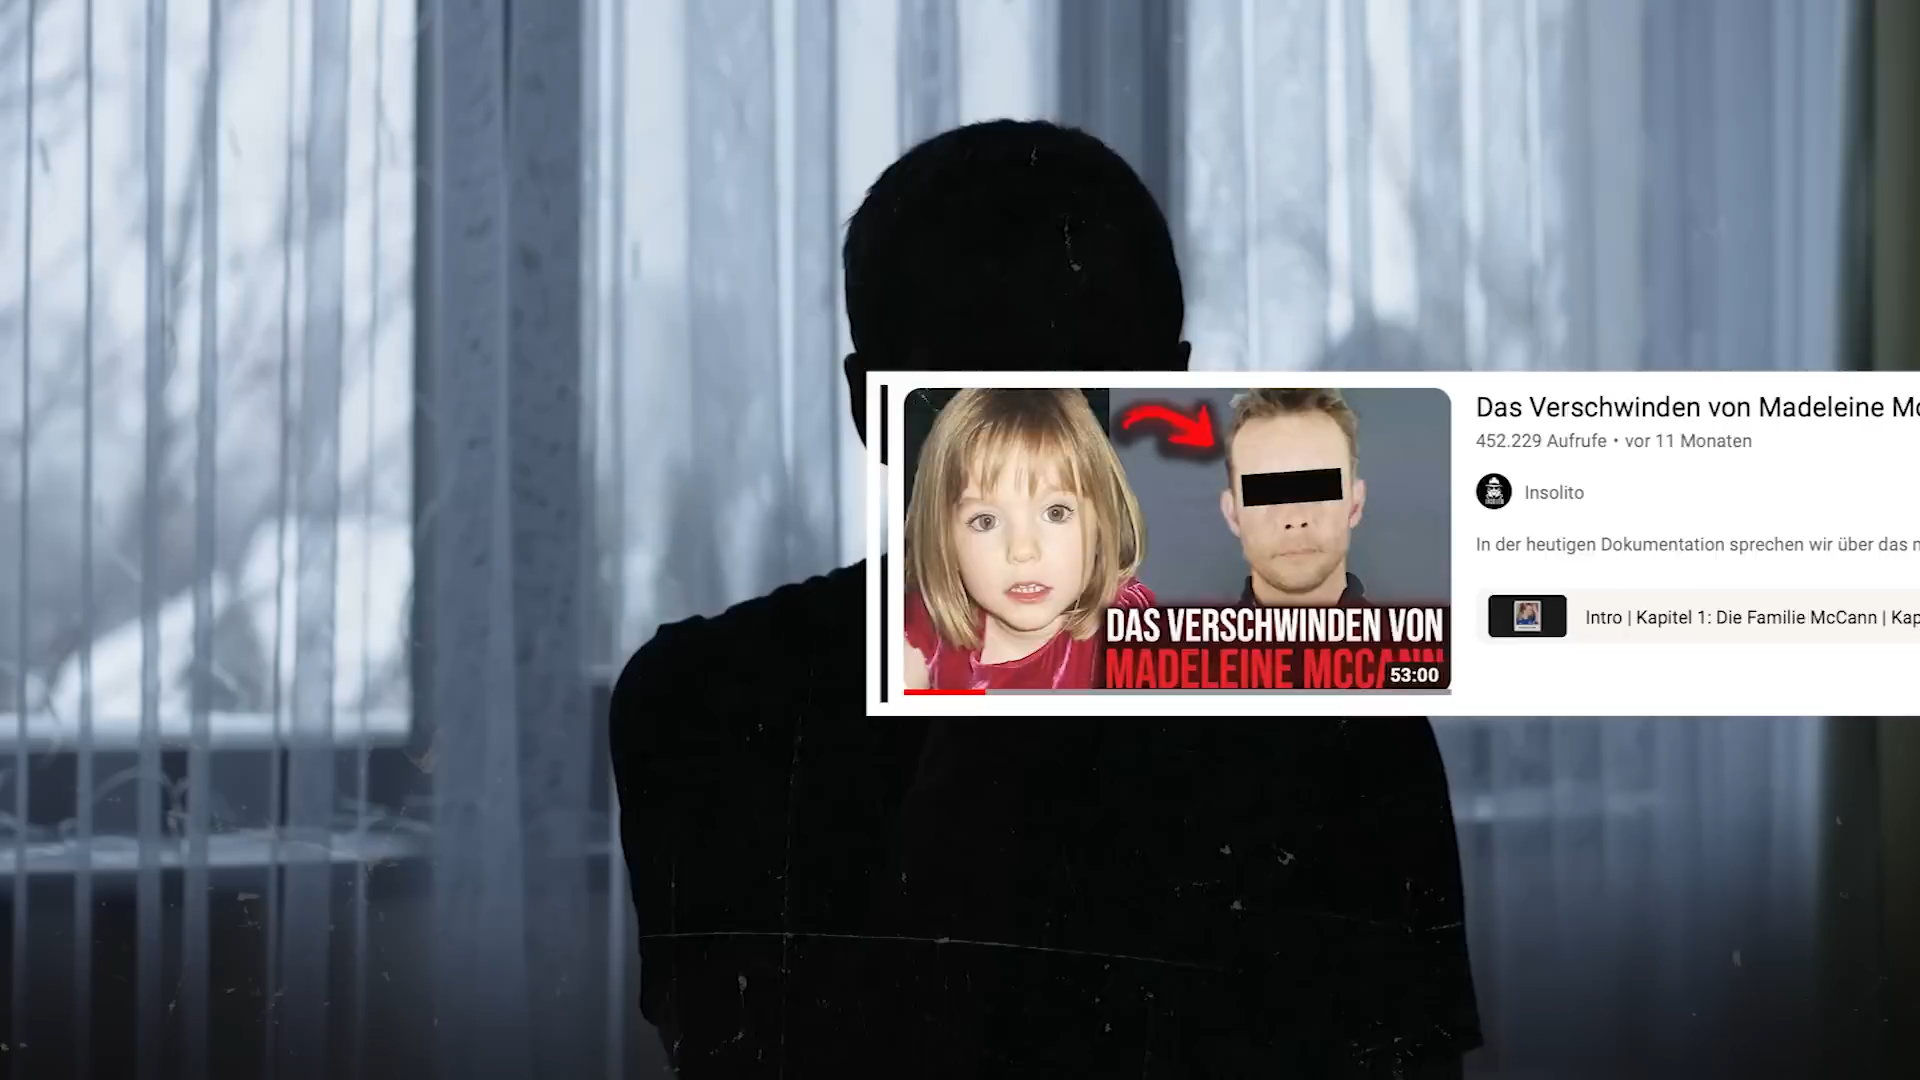 Das Verschwinden von Madeleine Mc
452.229 Aufrufe • vor 11 Monaten
Insolito
In der heutigen Dokumentation sprechen wir über das
Intro | Kapitel 1: Die Familie McCann | Kap
DAS VERSCHWINDEN VON
MADELEINE MCCANN
53:00